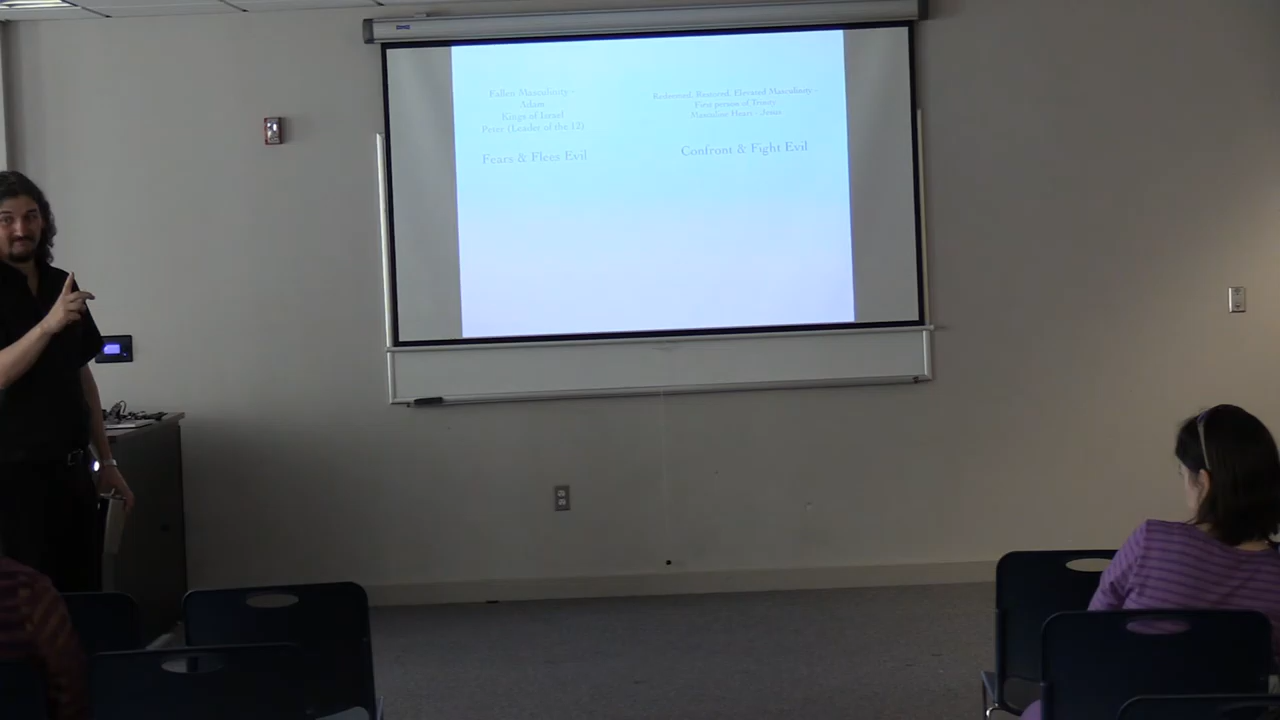 Fallen Masculinity -
Adam
Kings of Israel
Peter (Leader of the 12)
Fears & Flees Evil
Redeemed, Restored, Elevated Masculinity -
First person of Trinity
Masculine Heart - Jesus
Confront & Fight Evil